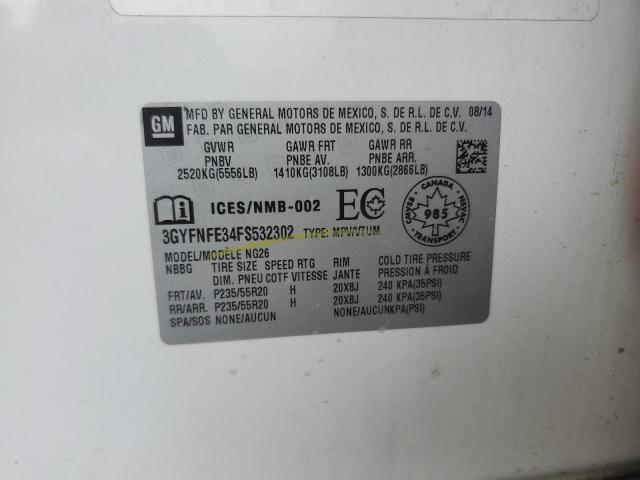 GM
MFD BY GENERAL MOTORS DE MEXICO, S. DE R.L. DE C.V. 08/14
FAB. PAR GENERAL MOTORS DE MEXICO, S. DE R.L. DE C.V.
GVWR GAWR FRT GAWR RR
PNBV PNBE AV. PNBE ARR.
2520KG(5556LB) 1410KG(3108LB) 1300KG(2866LB)
ICES/NMB-002 EC
CANADA
CMVSS 985 NSVAC
TRANSPORT
3GYFNFE34FS532302 TYPE: MPV/VTUM
MODEL/MODÈLE NG26
NBBG TIRE SIZE SPEED RTG RIM COLD TIRE PRESSURE
DIM. PNEU COTF VITESSE JANTE PRESSION À FROID
FRT/AV. P235/55R20 H 20X8J 240 KPA(35PSI)
RR/ARR. P235/55R20 H 20X8J 240 KPA(35PSI)
SPA/SOS NONE/AUCUN NONE/AUCUNKPA(PSI)